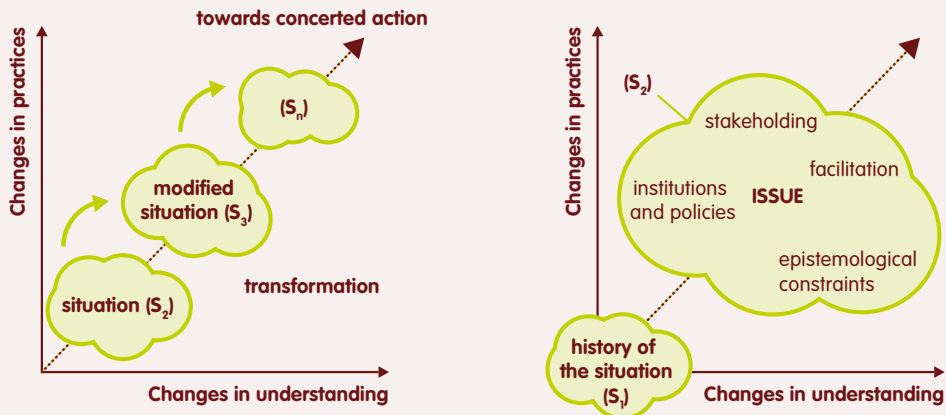 towards concerted action
Changes in practices
(Sₙ)
modified
situation (S₃)
situation (S₂)
transformation
Changes in understanding
Changes in practices
(S₂)
stakeholding
facilitation
institutions
and policies
ISSUE
epistemological
constraints
history of
the situation
(S₁)
Changes in understanding